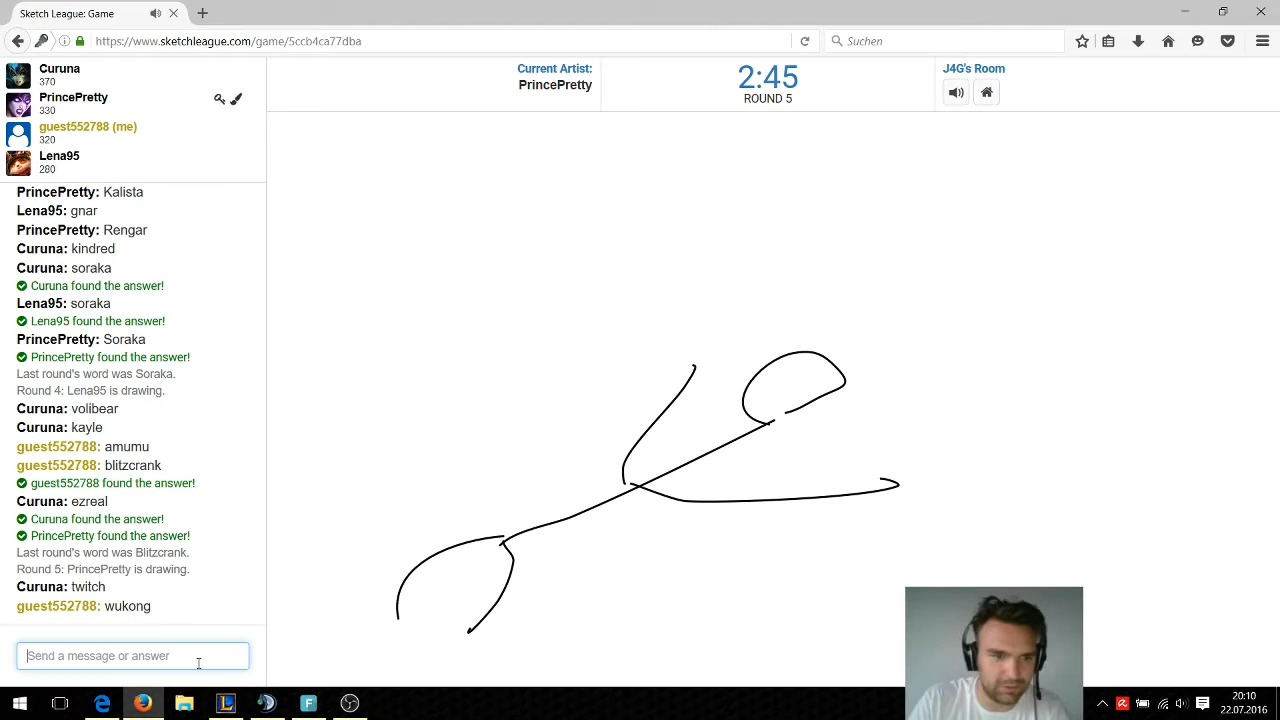 Sketch League: Game
https://www.sketchleague.com/game/5ccb4ca77dba
Suchen
Curuna
370
PrincePretty
330
guest552788 (me)
320
Lena95
280
Current Artist:
PrincePretty
2:45
ROUND 5
J4G's Room
PrincePretty: Kalista
Lena95: gnar
PrincePretty: Rengar
Curuna: kindred
Curuna: soraka
Curuna found the answer!
Lena95: soraka
Lena95 found the answer!
PrincePretty: Soraka
PrincePretty found the answer!
Last round's word was Soraka.
Round 4: Lena95 is drawing.
Curuna: volibear
Curuna: kayle
guest552788: amumu
guest552788: blitzcrank
guest552788 found the answer!
Curuna: ezreal
Curuna found the answer!
PrincePretty found the answer!
Last round's word was Blitzcrank.
Round 5: PrincePretty is drawing.
Curuna: twitch
guest552788: wukong
Send a message or answer
20:10
22.07.2016